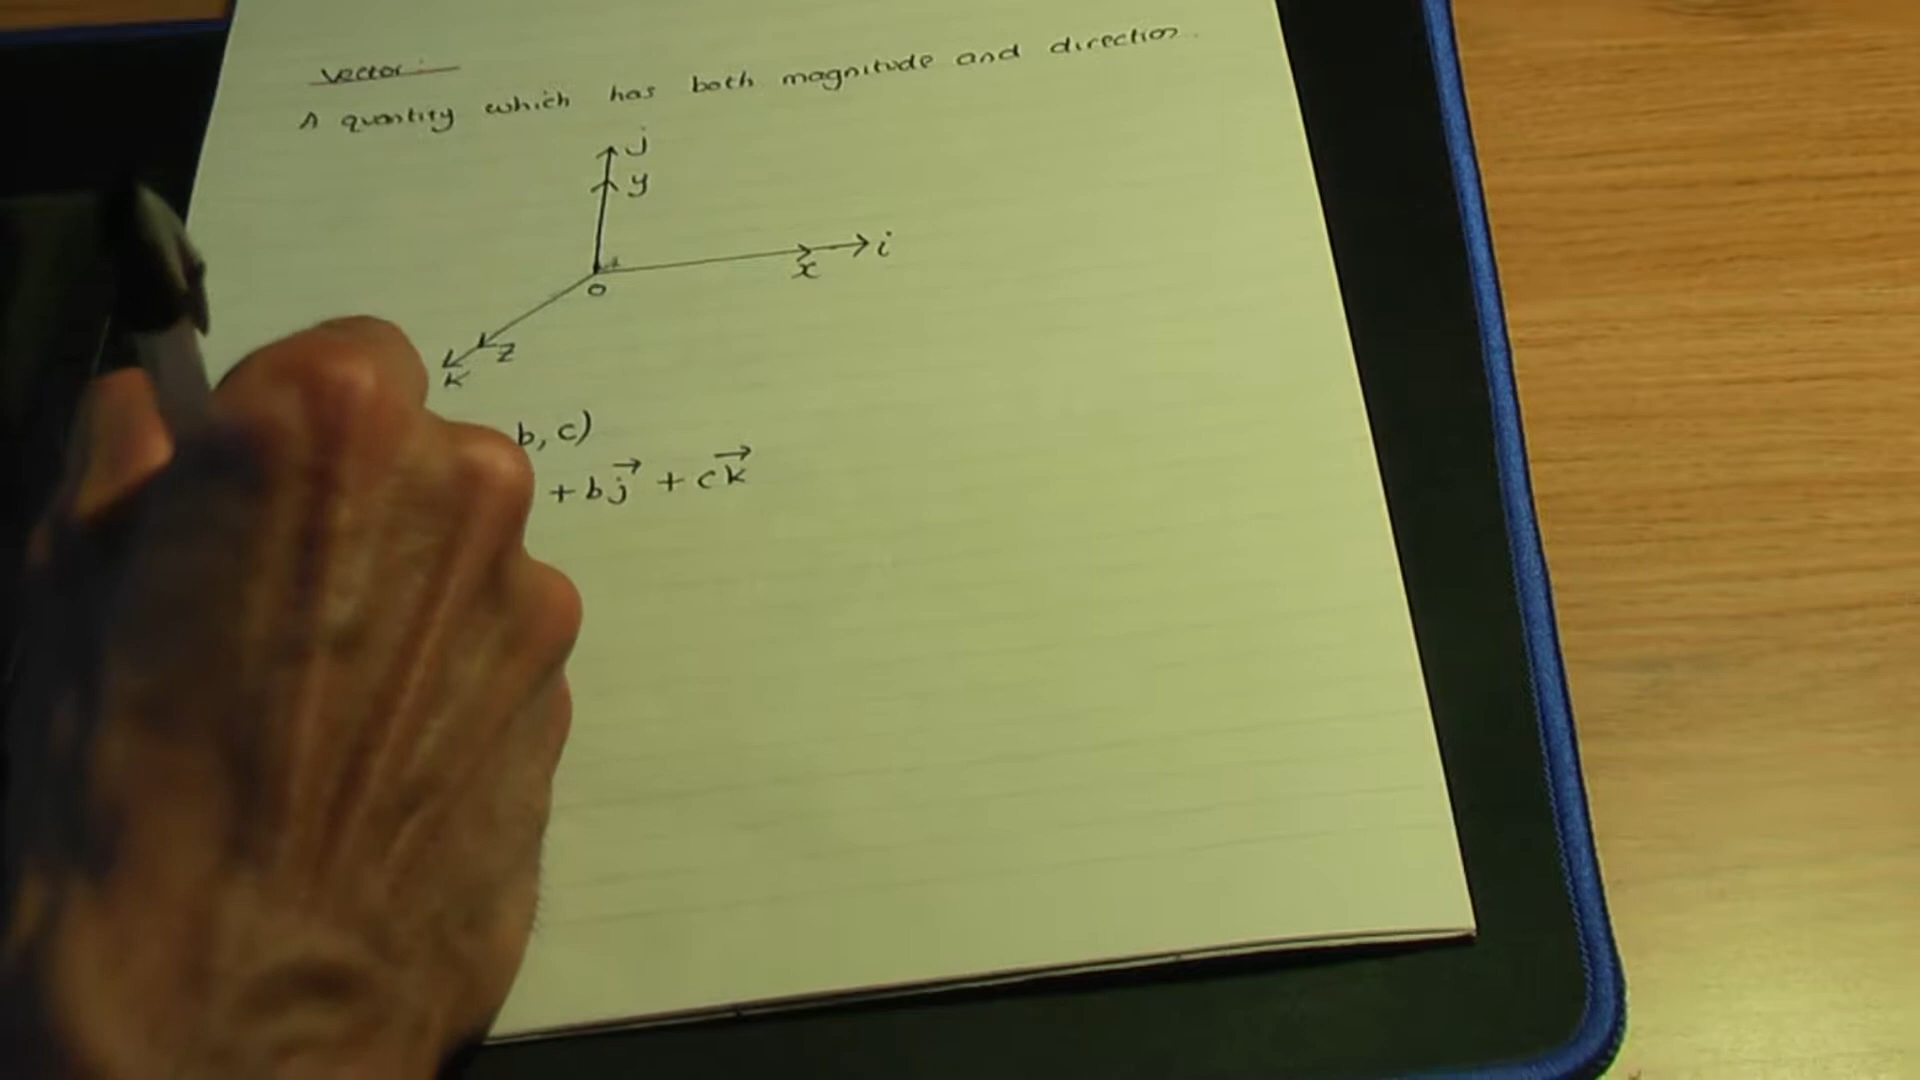 Vector:
A quantity which has both magnitude and direction.
j
y
i
x
o
z
k
b, c)
+ bj⃗ + ck⃗